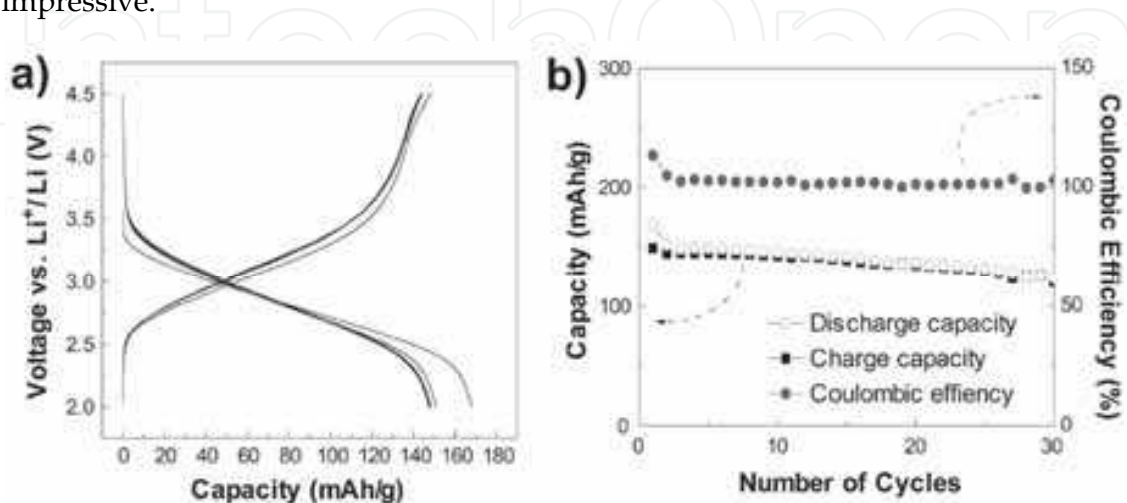 impressive.
a)
Voltage vs. Li+/Li (V)
4.5
4.0
3.5
3.0
2.5
2.0
0 20 40 60 80 100 120 140 160 180
Capacity (mAh/g)
b)
Capacity (mAh/g)
300
200
100
0
Discharge capacity
Charge capacity
Coulombic effiency
0 10 20 30
Number of Cycles
150
100
50
0
Coulombic Efficiency (%)